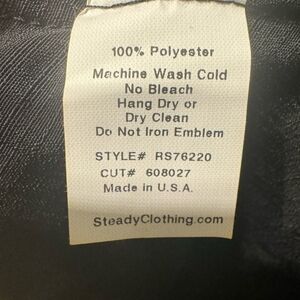 100% Polyester
Machine Wash Cold
No Bleach
Hang Dry or
Dry Clean
Do Not Iron Emblem
STYLE# RS76220
CUT# 608027
Made in U.S.A.
SteadyClothing.com